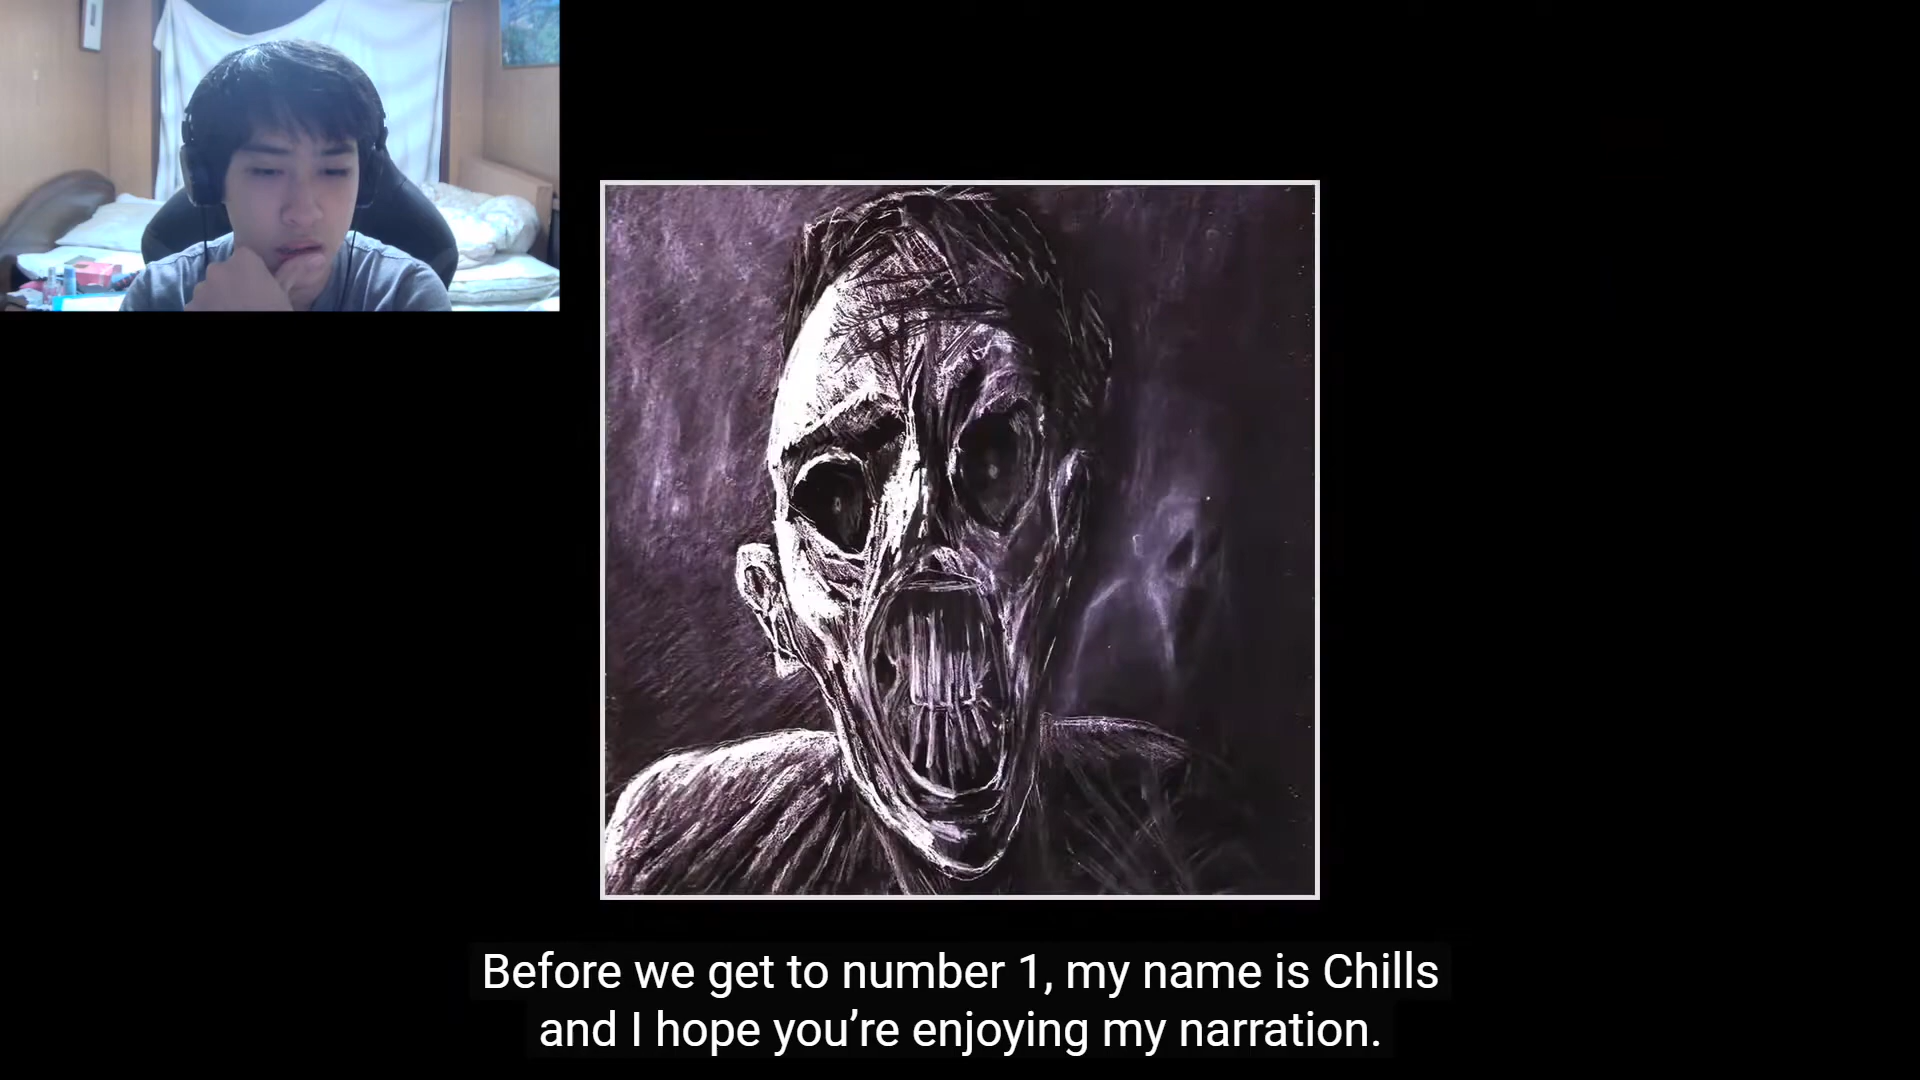 Before we get to number 1, my name is Chills
and I hope you’re enjoying my narration.